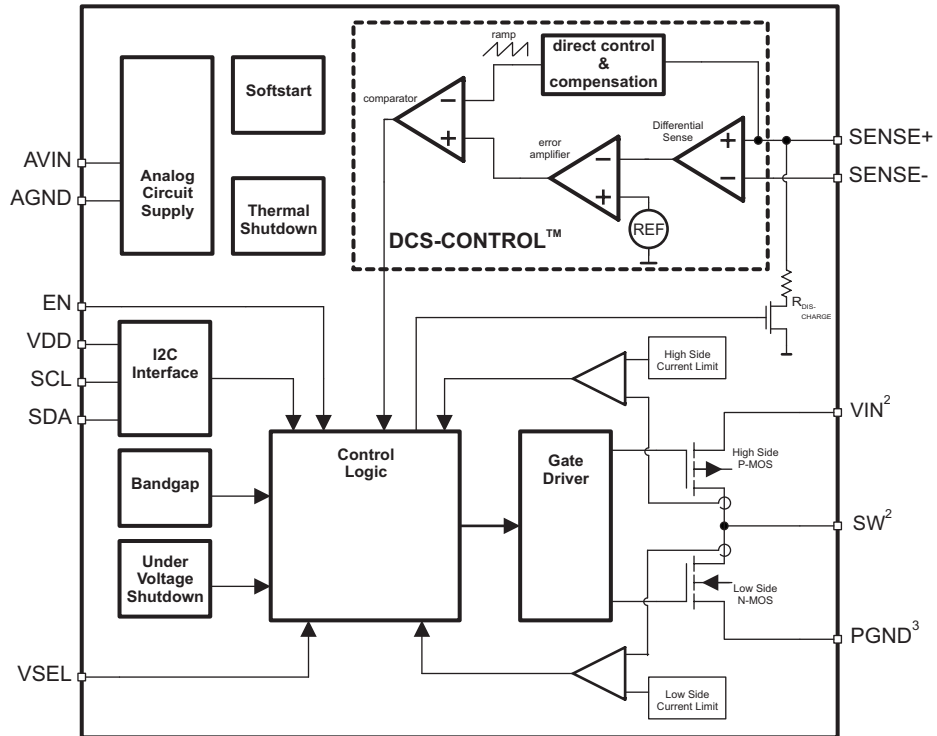 ramp
direct control
&
compensation
Softstart
comparator
−
+
Differential
Sense
error
amplifier
+
−
−
+
SENSE+
SENSE-
AVIN
AGND
Analog
Circuit
Supply
Thermal
Shutdown
REF
DCS-CONTROL™
EN
VDD
SCL
SDA
I2C
Interface
RDIS-
CHARGE
High Side
Current Limit
VIN²
Control
Logic
Gate
Driver
High Side
P-MOS
Bandgap
SW²
Under
Voltage
Shutdown
Low Side
N-MOS
PGND³
VSEL
Low Side
Current Limit